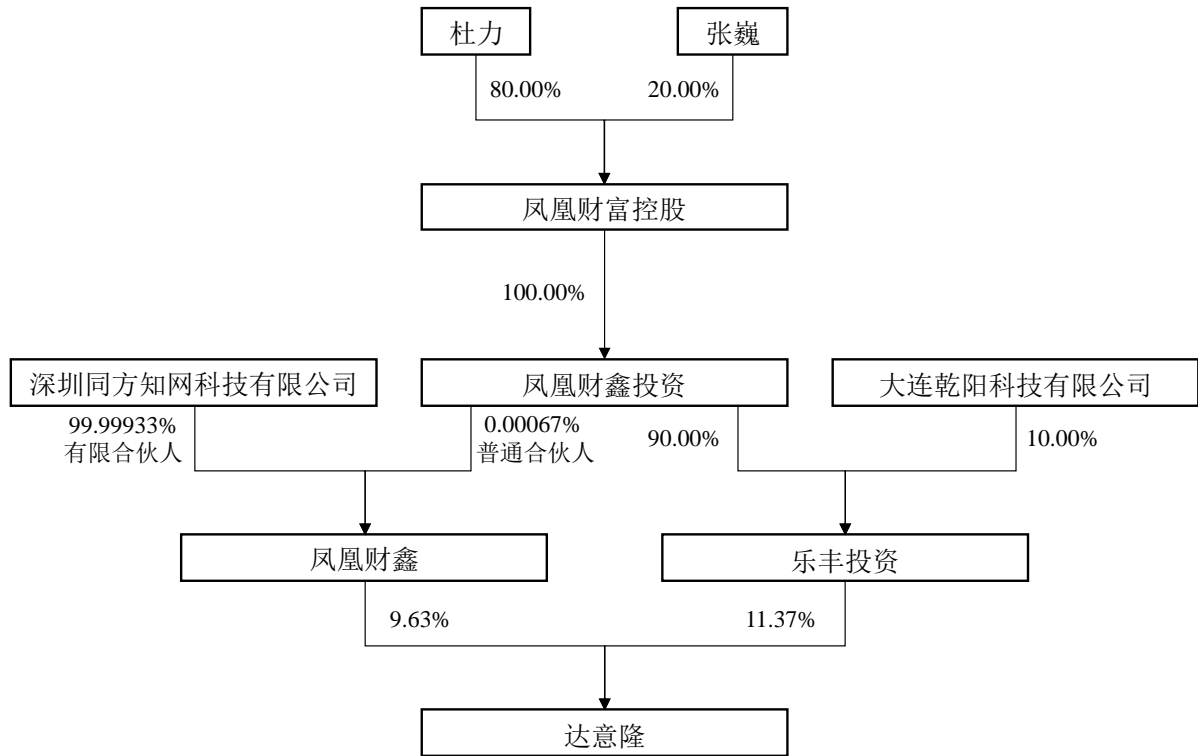 杜力
张巍
80.00%
20.00%
凤凰财富控股
100.00%
深圳同方知网科技有限公司
凤凰财鑫投资
大连乾阳科技有限公司
99.99933%
有限合伙人
0.00067%
普通合伙人
90.00%
10.00%
凤凰财鑫
乐丰投资
9.63%
11.37%
达意隆